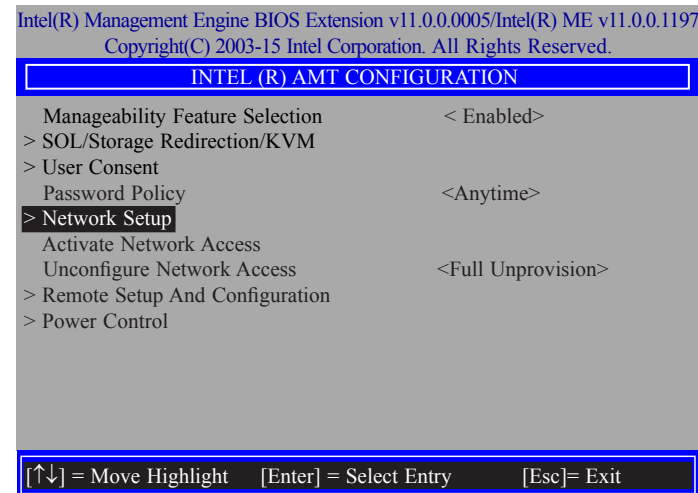 Intel(R) Management Engine BIOS Extension v11.0.0.0005/Intel(R) ME v11.0.0.1197
Copyright(C) 2003-15 Intel Corporation. All Rights Reserved.
INTEL (R) AMT CONFIGURATION
Manageability Feature Selection < Enabled>
> SOL/Storage Redirection/KVM
> User Consent
Password Policy <Anytime>
> Network Setup
Activate Network Access
Unconfigure Network Access <Full Unprovision>
> Remote Setup And Configuration
> Power Control
[↑↓] = Move Highlight [Enter] = Select Entry [Esc]= Exit